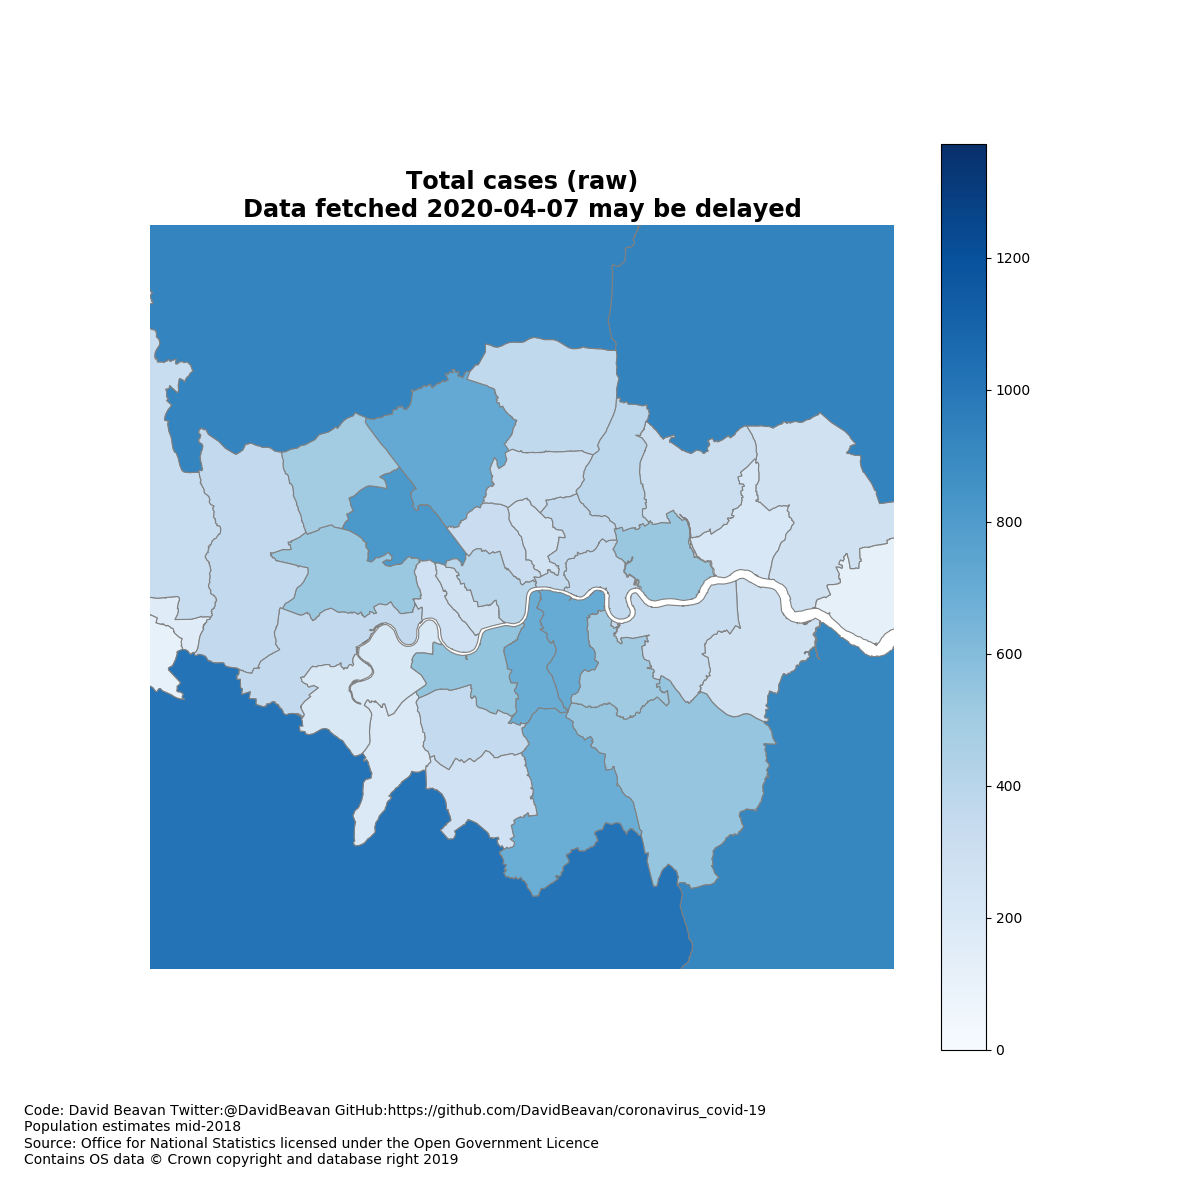 Total cases (raw)
Data fetched 2020-04-07 may be delayed
1200
1000
800
600
400
200
0
Code: David Beavan Twitter:@DavidBeavan GitHub:https://github.com/DavidBeavan/coronavirus_covid-19
Population estimates mid-2018
Source: Office for National Statistics licensed under the Open Government Licence
Contains OS data © Crown copyright and database right 2019